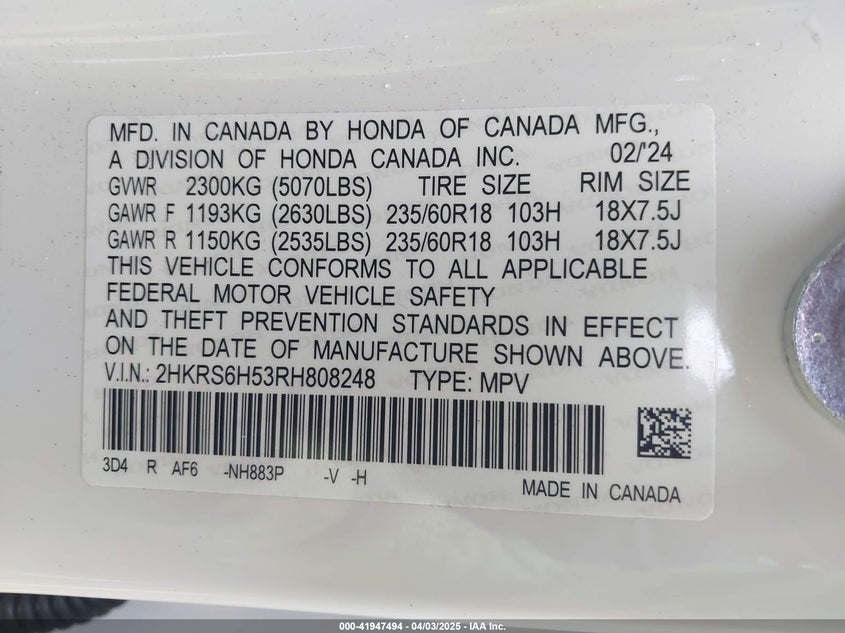 MFD. IN CANADA BY HONDA OF CANADA MFG.,
A DIVISION OF HONDA CANADA INC. 02/'24
GVWR 2300KG (5070LBS) TIRE SIZE RIM SIZE
GAWR F 1193KG (2630LBS) 235/60R18 103H 18X7.5J
GAWR R 1150KG (2535LBS) 235/60R18 103H 18X7.5J
THIS VEHICLE CONFORMS TO ALL APPLICABLE
FEDERAL MOTOR VEHICLE SAFETY
AND THEFT PREVENTION STANDARDS IN EFFECT
ON THE DATE OF MANUFACTURE SHOWN ABOVE.
V.I.N.: 2HKRS6H53RH808248 TYPE: MPV
3D4 R AF6 -NH883P -V -H
MADE IN CANADA
000-41947494 - 04/03/2025 - IAA Inc.